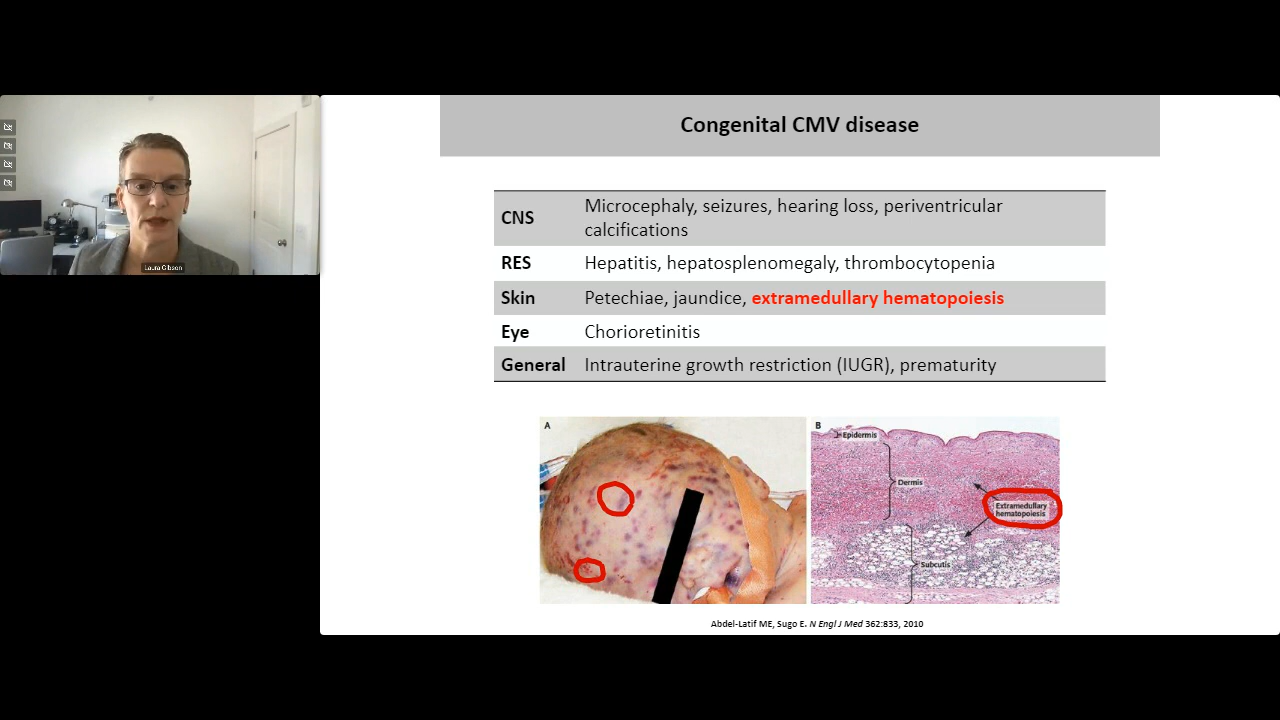 Laura Gibson
Congenital CMV disease
CNS
Microcephaly, seizures, hearing loss, periventricular
calcifications
RES Hepatitis, hepatosplenomegaly, thrombocytopenia
Skin Petechiae, jaundice, extramedullary hematopoiesis
Eye Chorioretinitis
General Intrauterine growth restriction (IUGR), prematurity
A
B
Epidermis
Dermis
Extramedullary
hematopoiesis
Subcutis
Abdel-Latif ME, Sugo E. N Engl J Med 362:833, 2010